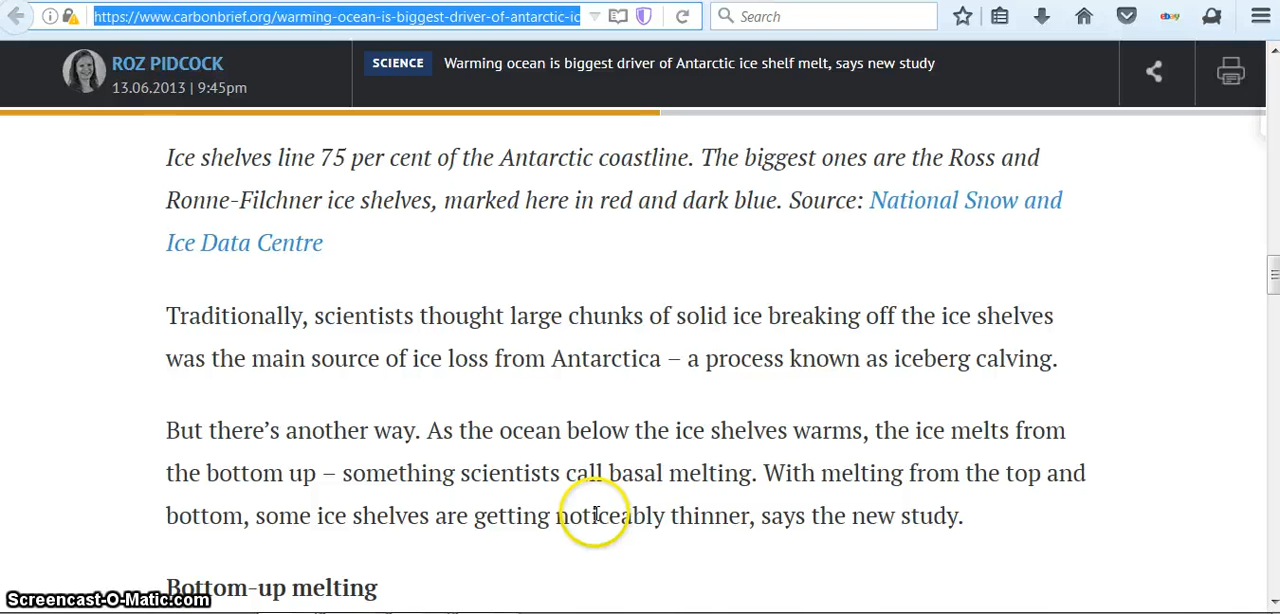 https://www.carbonbrief.org/warming-ocean-is-biggest-driver-of-antarctic-ic
Search
ebay
ROZ PIDCOCK
13.06.2013 | 9:45pm
SCIENCE
Warming ocean is biggest driver of Antarctic ice shelf melt, says new study
Ice shelves line 75 per cent of the Antarctic coastline. The biggest ones are the Ross and
Ronne-Filchner ice shelves, marked here in red and dark blue. Source: National Snow and
Ice Data Centre
Traditionally, scientists thought large chunks of solid ice breaking off the ice shelves
was the main source of ice loss from Antarctica – a process known as iceberg calving.
But there’s another way. As the ocean below the ice shelves warms, the ice melts from
the bottom up – something scientists call basal melting. With melting from the top and
bottom, some ice shelves are getting noticeably thinner, says the new study.
Bottom-up melting
Screencast-O-Matic.com